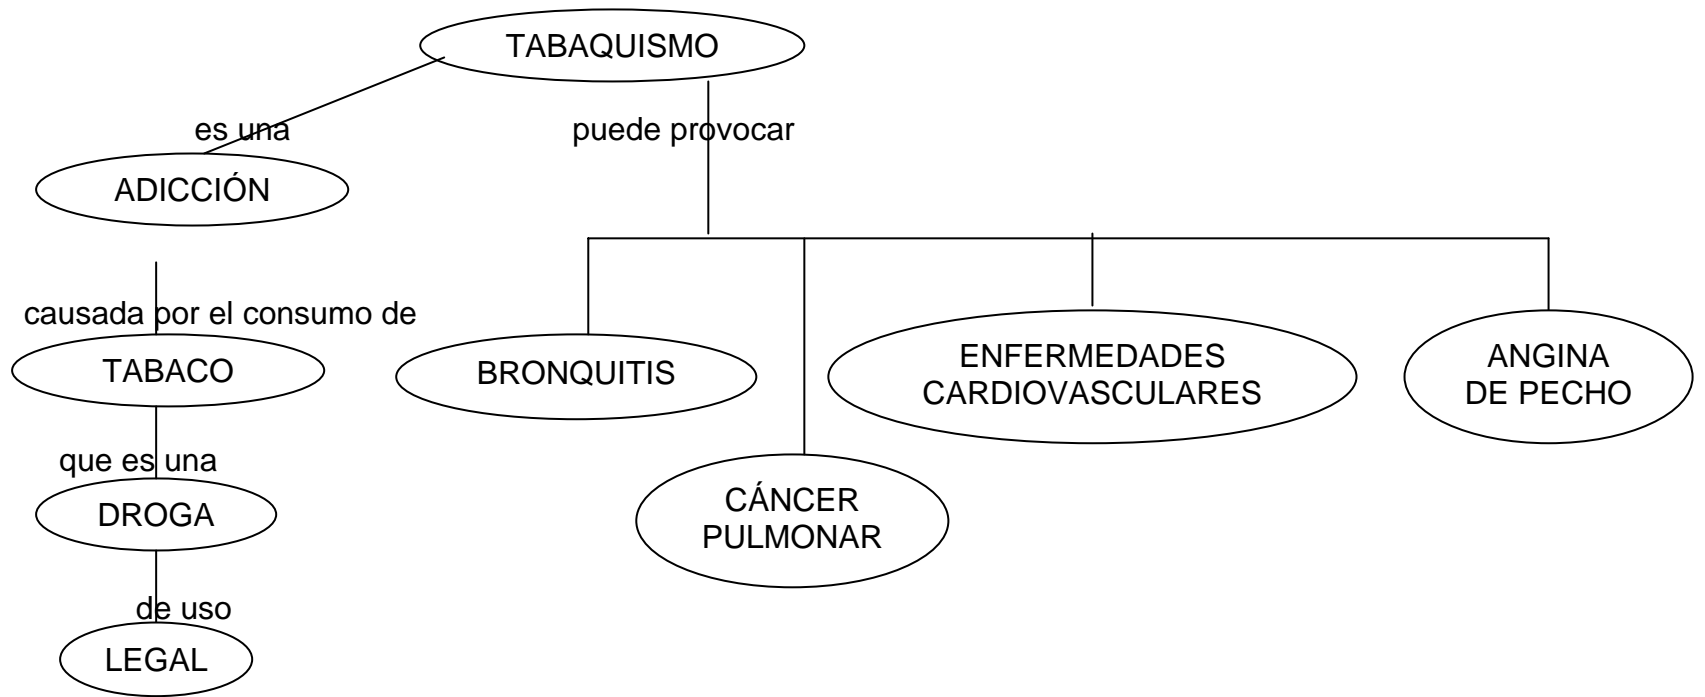 TABAQUISMO
es una
puede provocar
ADICCIÓN
causada por el consumo de
TABACO
BRONQUITIS
ENFERMEDADES
CARDIOVASCULARES
ANGINA
DE PECHO
que es una
DROGA
CÁNCER
PULMONAR
de uso
LEGAL